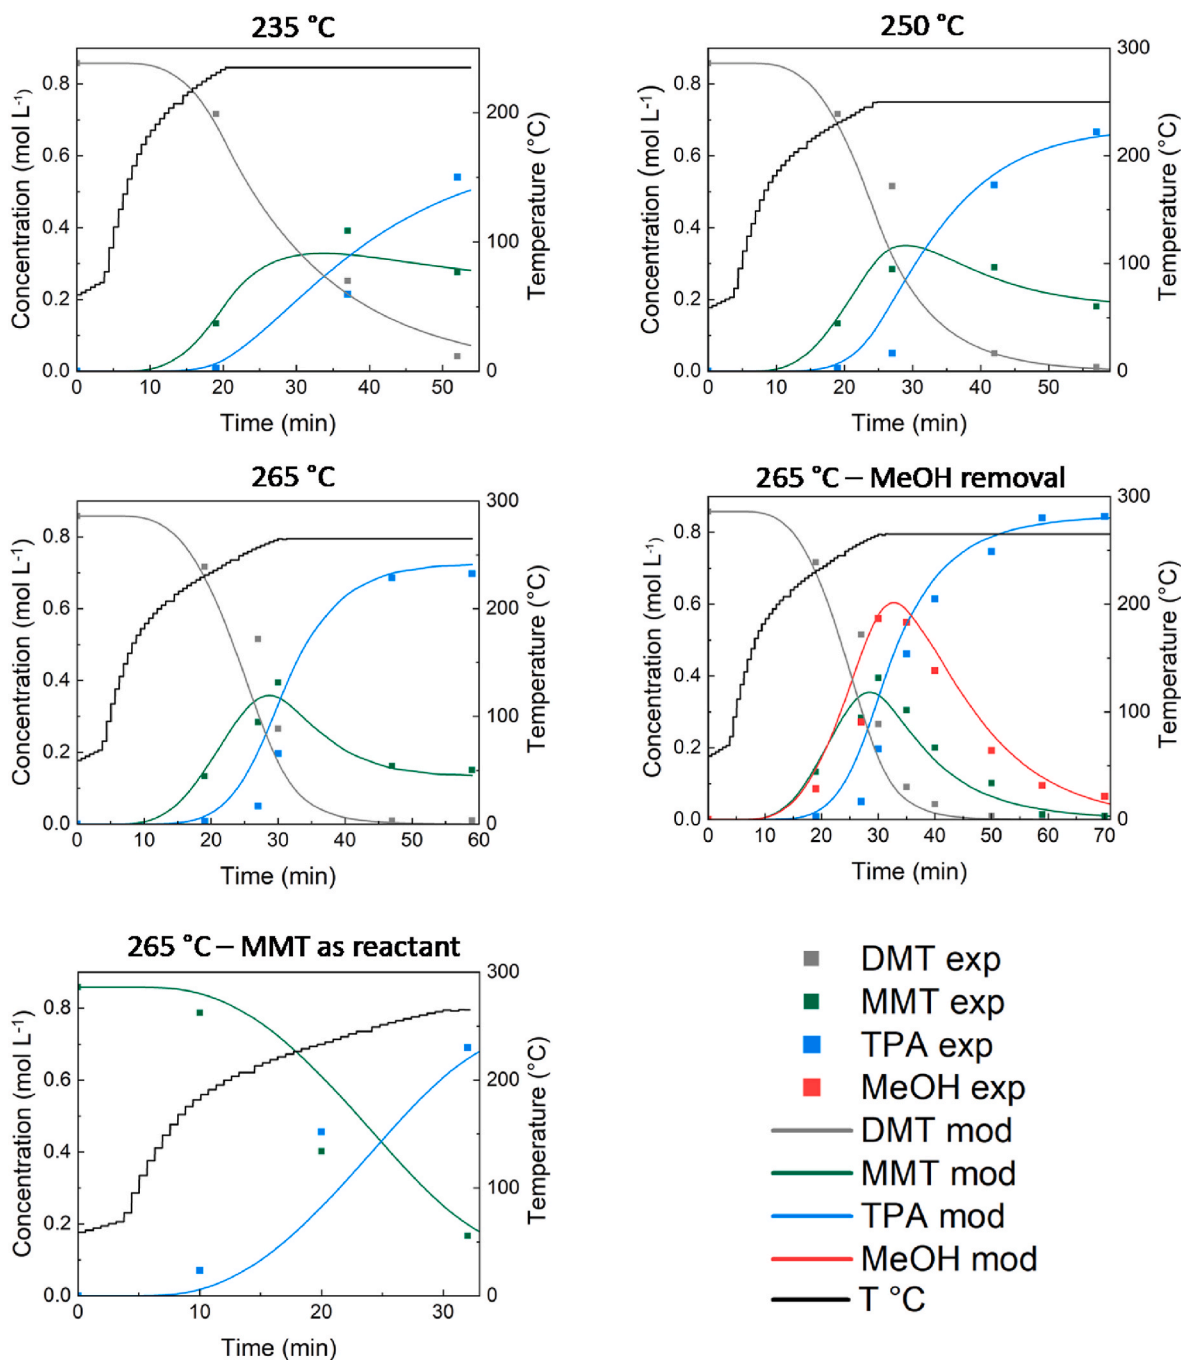 235 °C
Concentration (mol L-1)
0.8
0.6
0.4
0.2
0.0
200
100
0
Temperature (°C)
0 10 20 30 40 50
Time (min)
250 °C
Concentration (mol L-1)
0.8
0.6
0.4
0.2
0.0
300
200
100
0
Temperature (°C)
0 10 20 30 40 50
Time (min)
265 °C
Concentration (mol L-1)
0.8
0.6
0.4
0.2
0.0
300
200
100
0
Temperature (°C)
0 10 20 30 40 50 60
Time (min)
265 °C – MeOH removal
Concentration (mol L-1)
0.8
0.6
0.4
0.2
0.0
300
200
100
0
Temperature (°C)
0 10 20 30 40 50 60 70
Time (min)
265 °C – MMT as reactant
Concentration (mol L-1)
0.8
0.6
0.4
0.2
0.0
300
200
100
0
Temperature (°C)
0 10 20 30
Time (min)
DMT exp
MMT exp
TPA exp
MeOH exp
DMT mod
MMT mod
TPA mod
MeOH mod
T °C